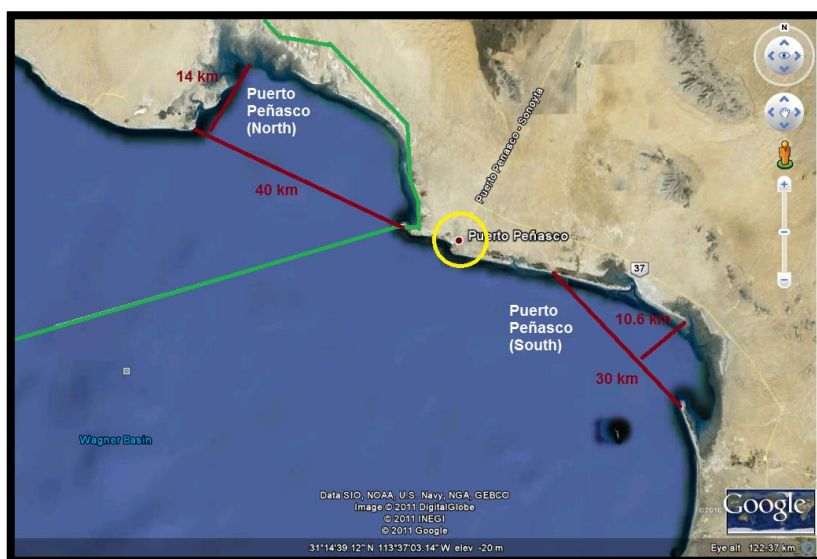 N
14 km
Puerto
Peñasco
(North)
Puerto Peñasco - Sonoyta
40 km
Puerto Peñasco
37
Puerto
Peñasco
(South)
10.6 km
30 km
Wagner Basin
Data SIO, NOAA, U.S. Navy, NGA, GEBCO
Image © 2011 DigitalGlobe
© 2011 INEGI
© 2011 Google
©2010
Google
31°14'39.12" N 113°37'03.14" W elev -20 m
Eye alt 122.37 km